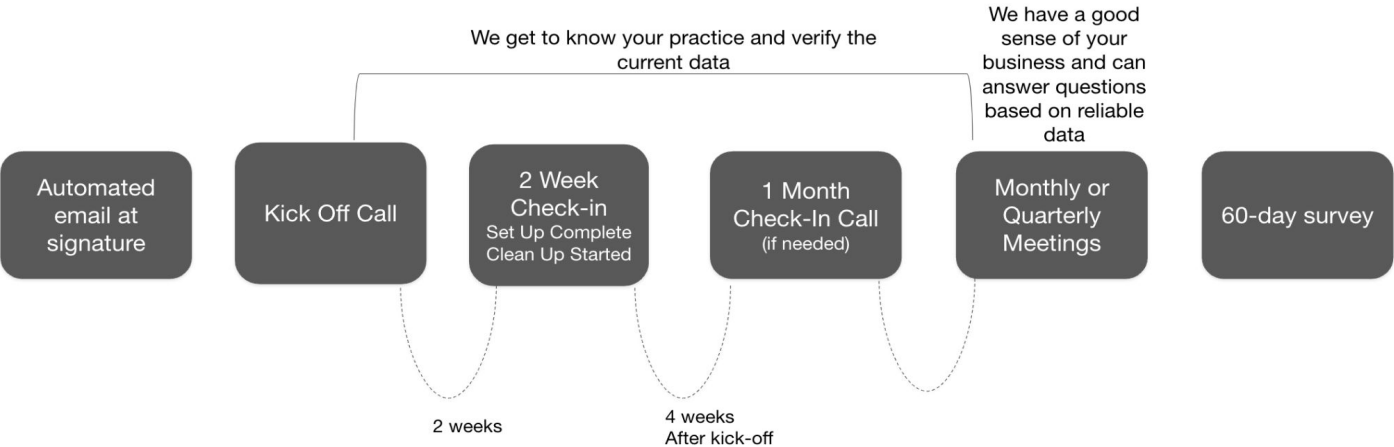 We get to know your practice and verify the
current data
We have a good
sense of your
business and can
answer questions
based on reliable
data
Automated
email at
signature
Kick Off Call
2 Week
Check-in
Set Up Complete
Clean Up Started
1 Month
Check-In Call
(if needed)
Monthly or
Quarterly
Meetings
60-day survey
2 weeks
4 weeks
After kick-off